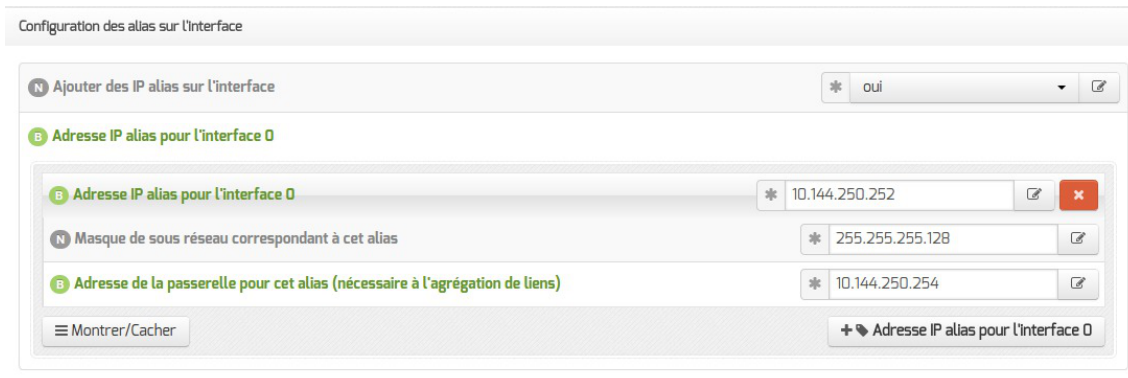 Configuration des alias sur l'interface
N Ajouter des IP alias sur l'interface
* oui
B Adresse IP alias pour l'interface 0
B Adresse IP alias pour l'interface 0
* 10.144.250.252
N Masque de sous réseau correspondant à cet alias
* 255.255.255.128
B Adresse de la passerelle pour cet alias (nécessaire à l'agrégation de liens)
* 10.144.250.254
Montrer/Cacher
+ Adresse IP alias pour l'interface 0